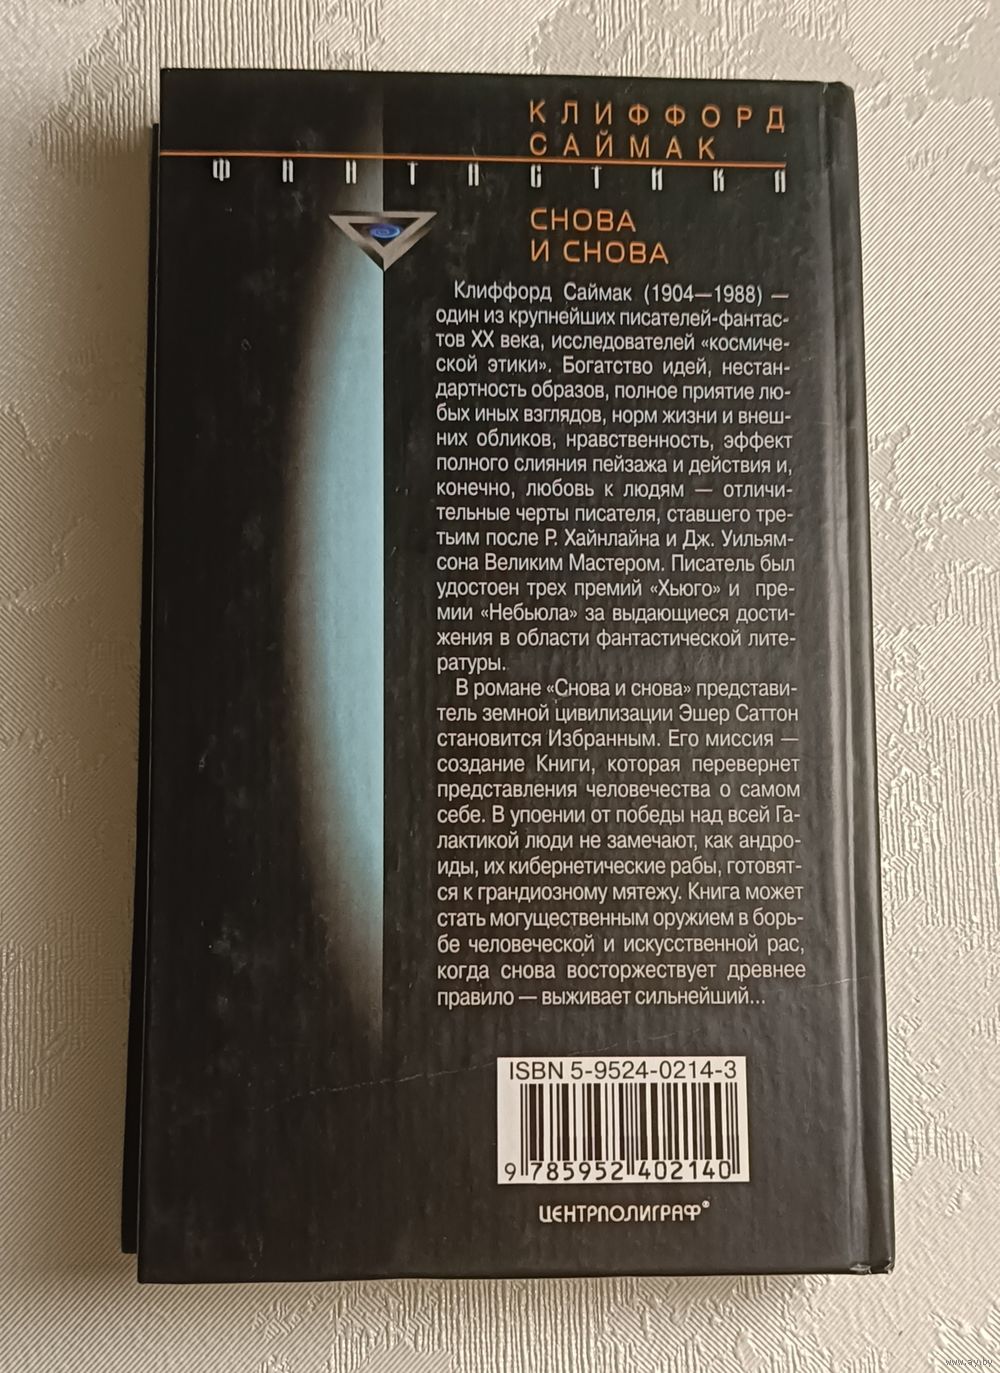 КЛИФФОРД
САЙМАК
ФАНТАСТИКА
СНОВА
И СНОВА
Клиффорд Саймак (1904—1988) —
один из крупнейших писателей-фантас-
тов XX века, исследователей «космиче-
ской этики». Богатство идей, нестан-
дартность образов, полное приятие лю-
бых иных взглядов, норм жизни и внеш-
них обликов, нравственность, эффект
полного слияния пейзажа и действия и,
конечно, любовь к людям — отличи-
тельные черты писателя, ставшего тре-
тьим после Р. Хайнлайна и Дж. Уильям-
сона Великим Мастером. Писатель был
удостоен трех премий «Хьюго» и пре-
мии «Небьюла» за выдающиеся дости-
жения в области фантастической лите-
ратуры.
В романе «Снова и снова» представи-
тель земной цивилизации Эшер Саттон
становится Избранным. Его миссия —
создание Книги, которая перевернет
представления человечества о самом
себе. В упоении от победы над всей Га-
лактикой люди не замечают, как андро-
иды, их кибернетические рабы, готовят-
ся к грандиозному мятежу. Книга может
стать могущественным оружием в борь-
бе человеческой и искусственной рас,
когда снова восторжествует древнее
правило — выживает сильнейший...
ISBN 5-9524-0214-3
9 785952 402140
ЦЕНТРПОЛИГРАФ®
www.ay.by